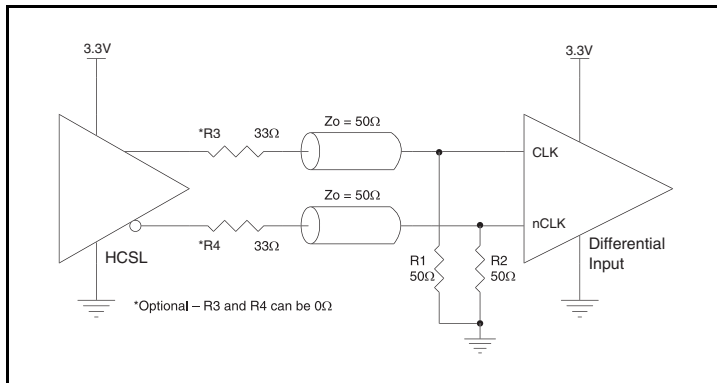 3.3V
3.3V
*R3
33Ω
Zo = 50Ω
CLK
Zo = 50Ω
nCLK
*R4
33Ω
HCSL
R1
50Ω
R2
50Ω
Differential
Input
*Optional – R3 and R4 can be 0Ω